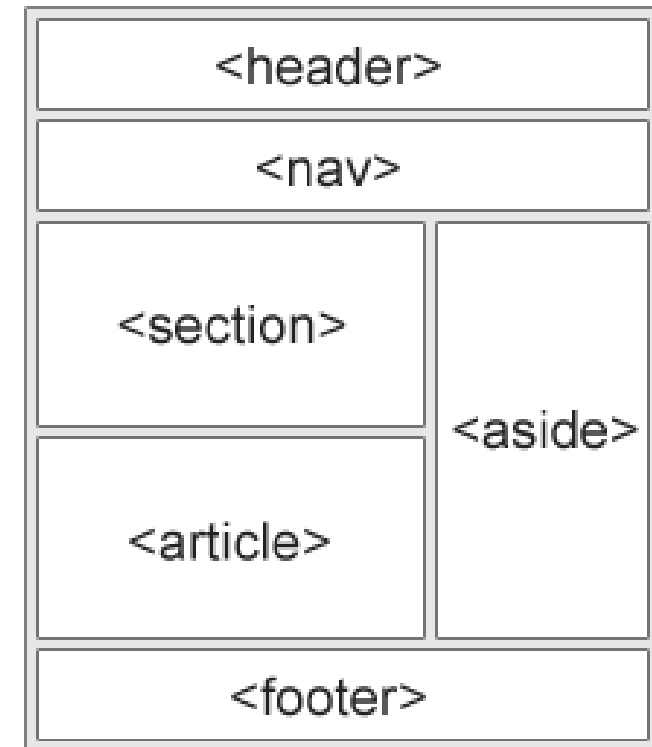 <header>
<nav>
<section>
<article>
<aside>
<footer>